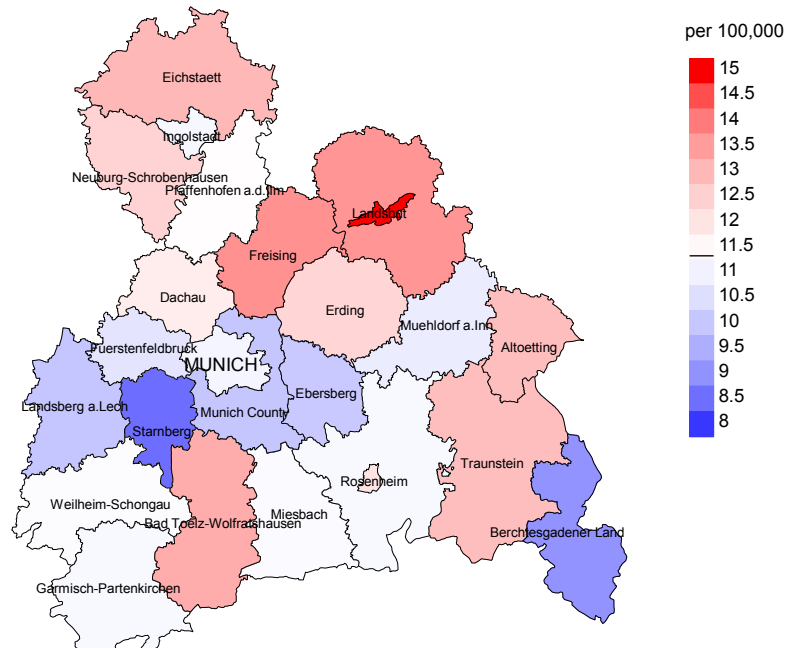 per 100,000
15
14.5
14
13.5
13
12.5
12
11.5
11
10.5
10
9.5
9
8.5
8
Eichstaett
Ingolstadt
Neuburg-Schrobenhausen
Pfaffenhofen a.d.Ilm
Landshut
Freising
Dachau
Erding
Muehldorf a.Inn
Altoetting
Fuerstenfeldbruck
MUNICH
Ebersberg
Landsberg a.Lech
Munich County
Starnberg
Traunstein
Rosenheim
Weilheim-Schongau
Miesbach
Bad Toelz-Wolfratshausen
Berchtesgadener Land
Garmisch-Partenkirchen